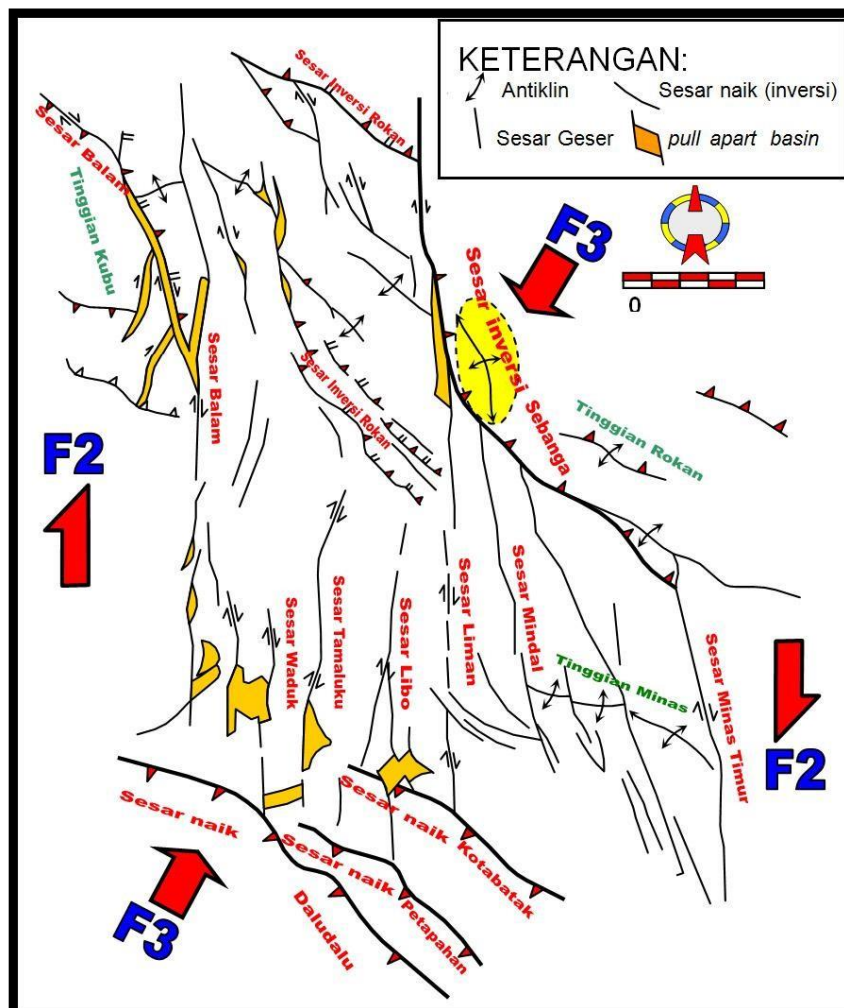 KETERANGAN:
Antiklin
Sesar naik (inversi)
Sesar Geser
pull apart basin
Sesar Inversi Rokan
Sesar Balam
Tinggian Kubu
F3
0
Sesar inversi Sebanga
Sesar Balam
Sesar Inversi Rokan
Tinggian Rokan
F2
Sesar Waduk
Sesar Tamaluku
Sesar Libo
Sesar Liman
Sesar Mindal
Tinggian Minas
Sesar Minas Timur
F2
Sesar naik
Daludalu
Sesar naik
Petapahan
Sesar naik
Kotabatak
F3